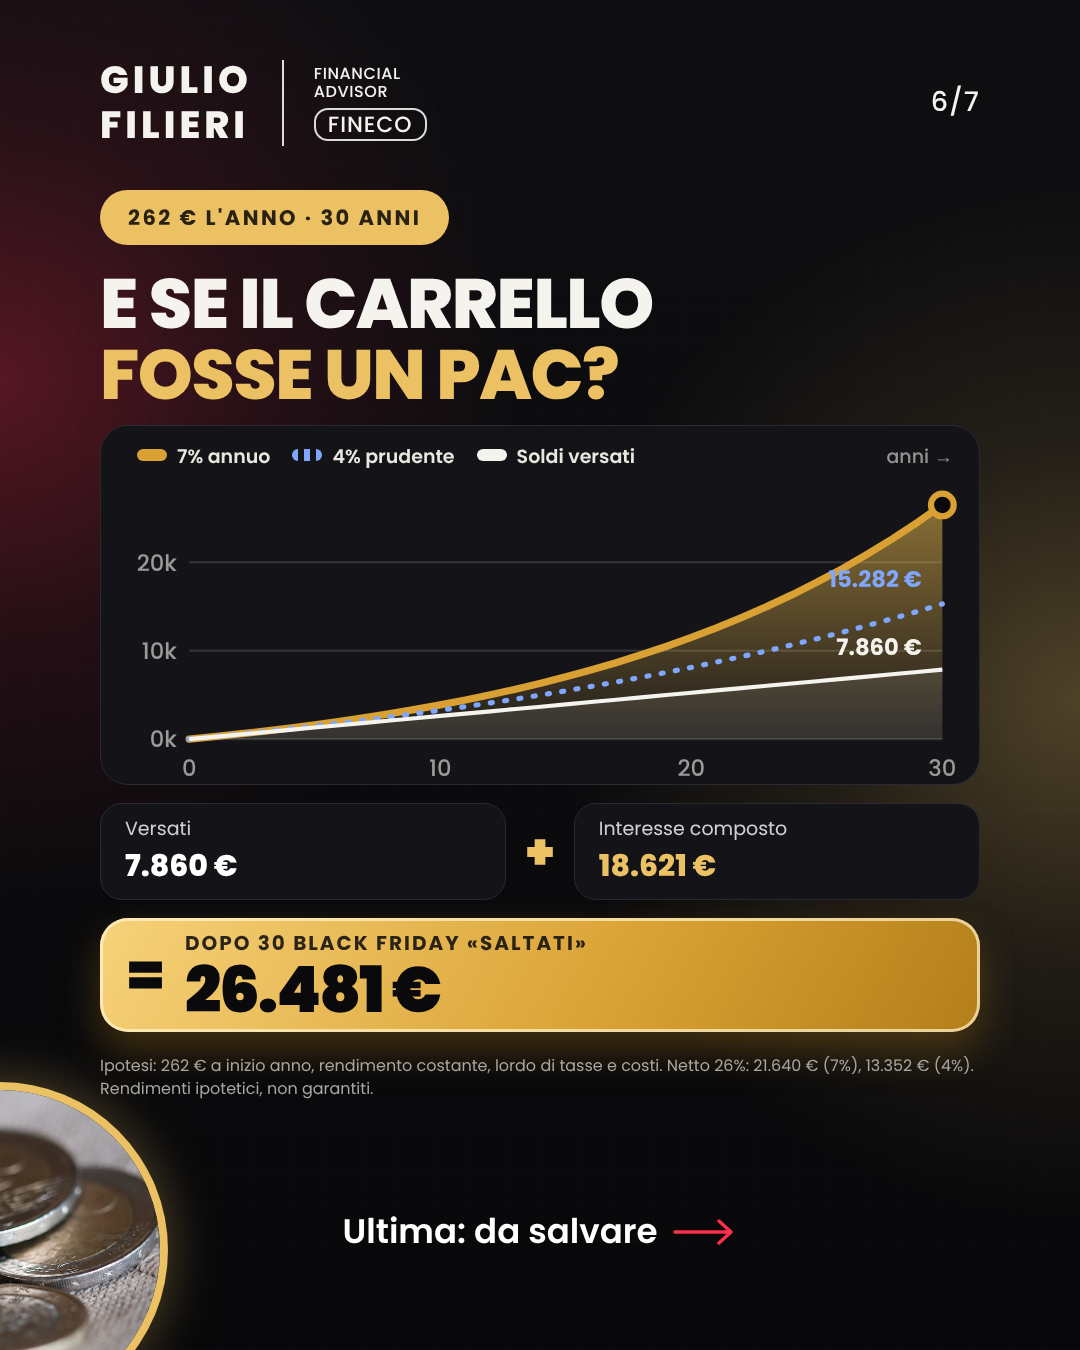 GIULIO
FILIERI
FINANCIAL
ADVISOR
FINECO
6/7
262 € L'ANNO · 30 ANNI
E SE IL CARRELLO
FOSSE UN PAC?
7% annuo
4% prudente
Soldi versati
anni →
20k
10k
0k
15.282 €
7.860 €
0
10
20
30
Versati
7.860 €
+
Interesse composto
18.621 €
=
DOPO 30 BLACK FRIDAY «SALTATI»
26.481 €
Ipotesi: 262 € a inizio anno, rendimento costante, lordo di tasse e costi. Netto 26%: 21.640 € (7%), 13.352 € (4%).
Rendimenti ipotetici, non garantiti.
Ultima: da salvare →